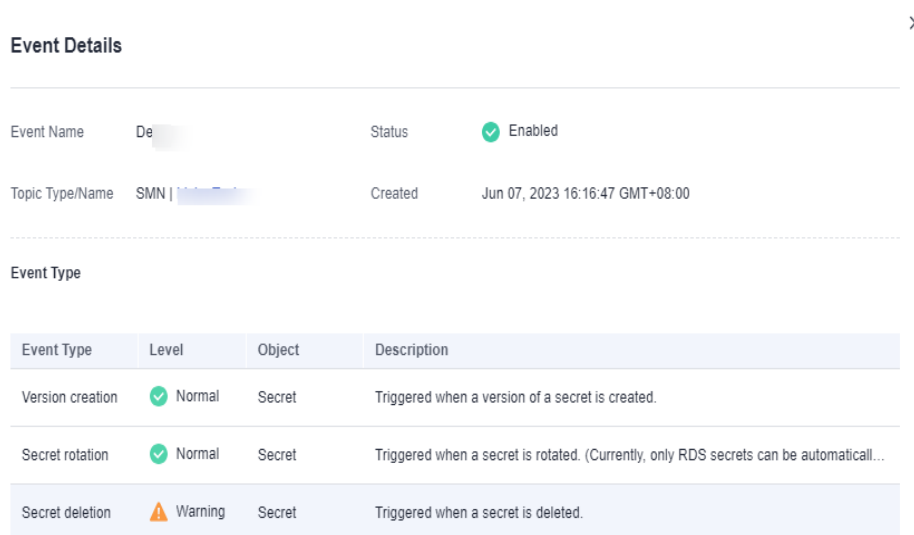 Event Details
Event Name De Status Enabled
Topic Type/Name SMN | Created Jun 07, 2023 16:16:47 GMT+08:00
Event Type
Event Type Level Object Description
Version creation Normal Secret Triggered when a version of a secret is created.
Secret rotation Normal Secret Triggered when a secret is rotated. (Currently, only RDS secrets can be automaticall...
Secret deletion Warning Secret Triggered when a secret is deleted.